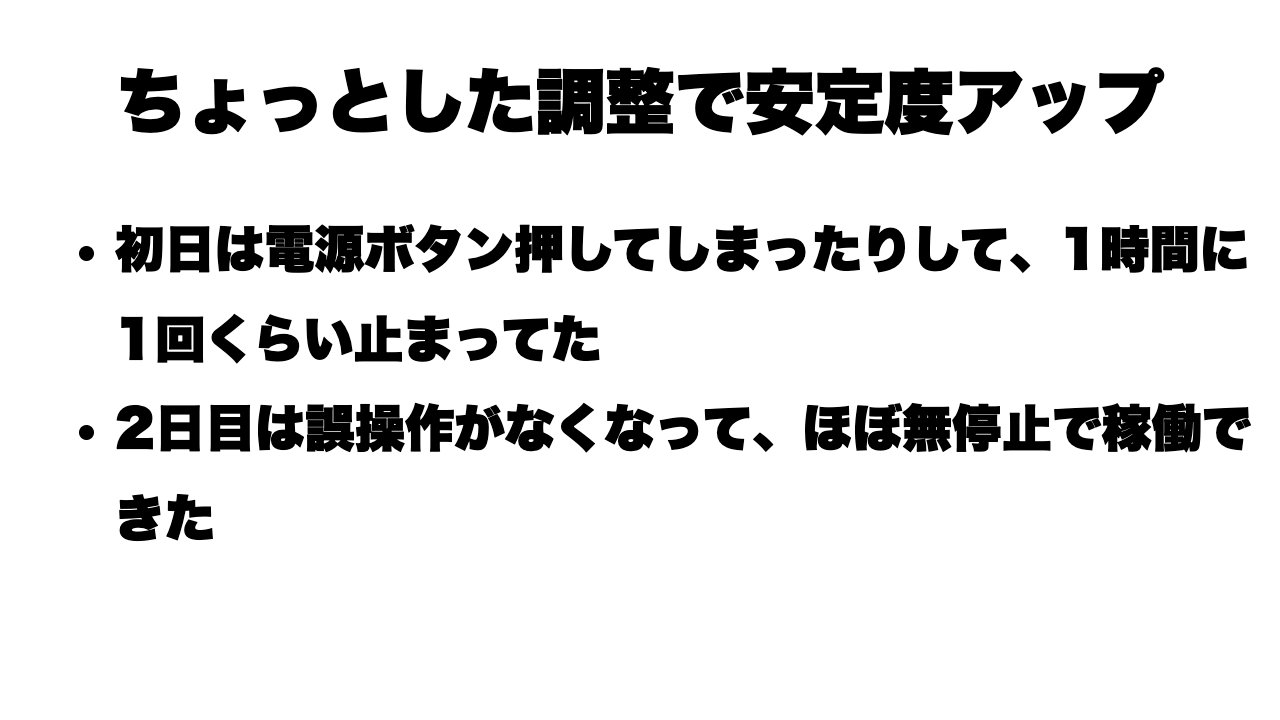 ちょっとした調整で安定度アップ
• 初日は電源ボタン押してしまったりして、1時間に
1回くらい止まってた
• 2日目は誤操作がなくなって、ほぼ無停止で稼働で
きた